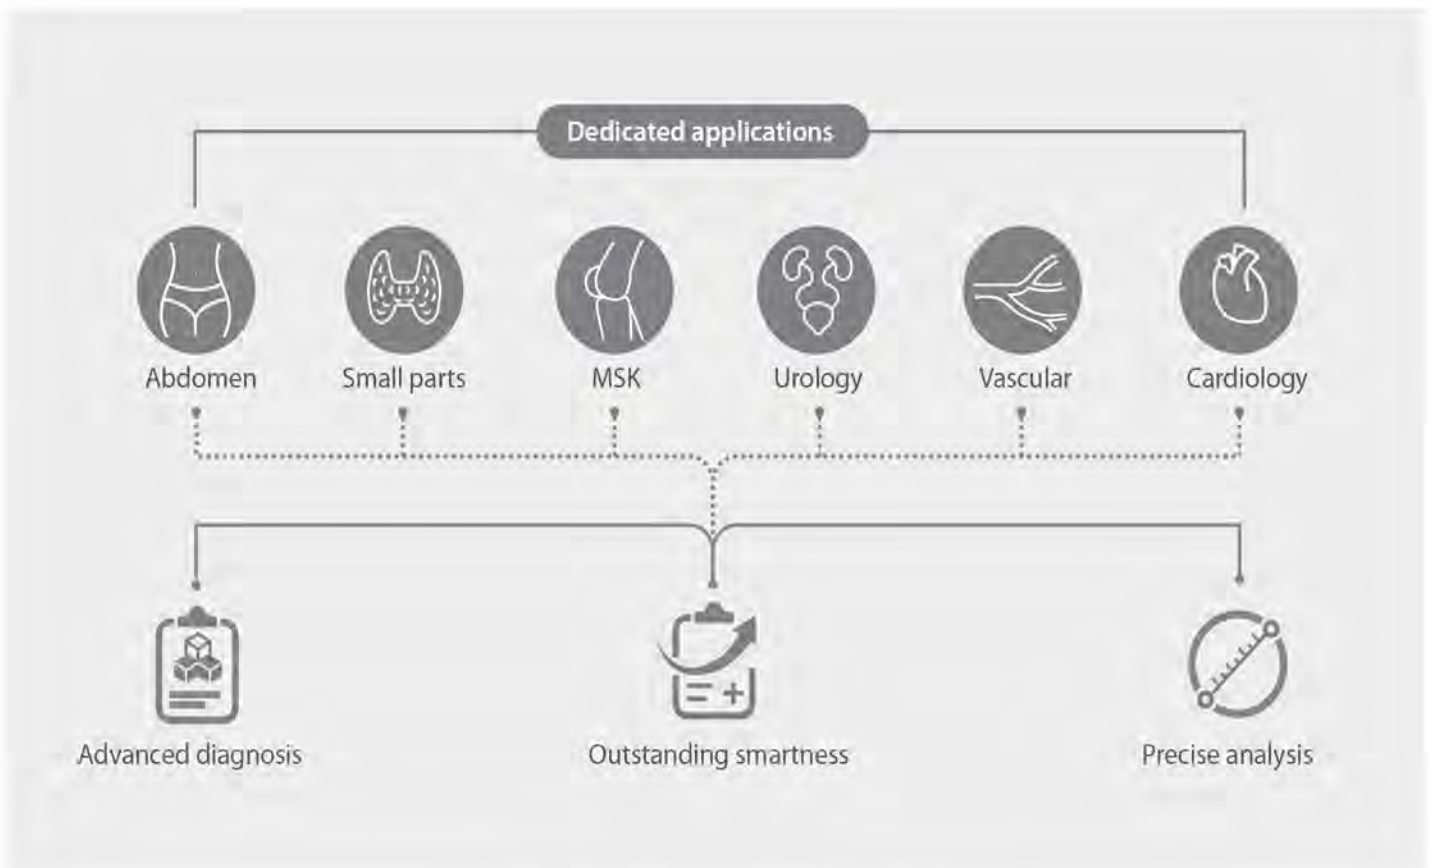 Dedicated applications
Abdomen
Small parts
MSK
Urology
Vascular
Cardiology
Advanced diagnosis
Outstanding smartness
Precise analysis